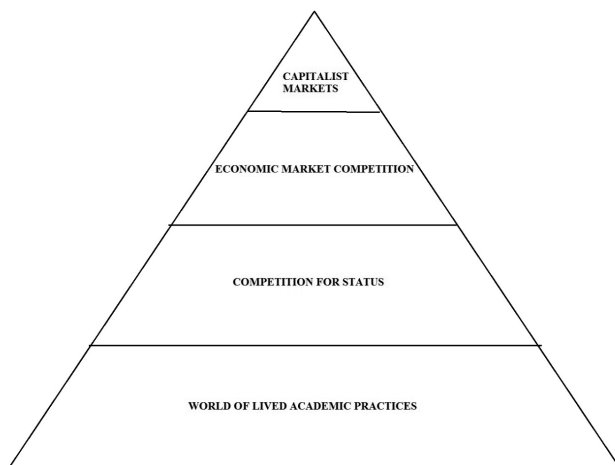 CAPITALIST
MARKETS
ECONOMIC MARKET COMPETITION
COMPETITION FOR STATUS
WORLD OF LIVED ACADEMIC PRACTICES